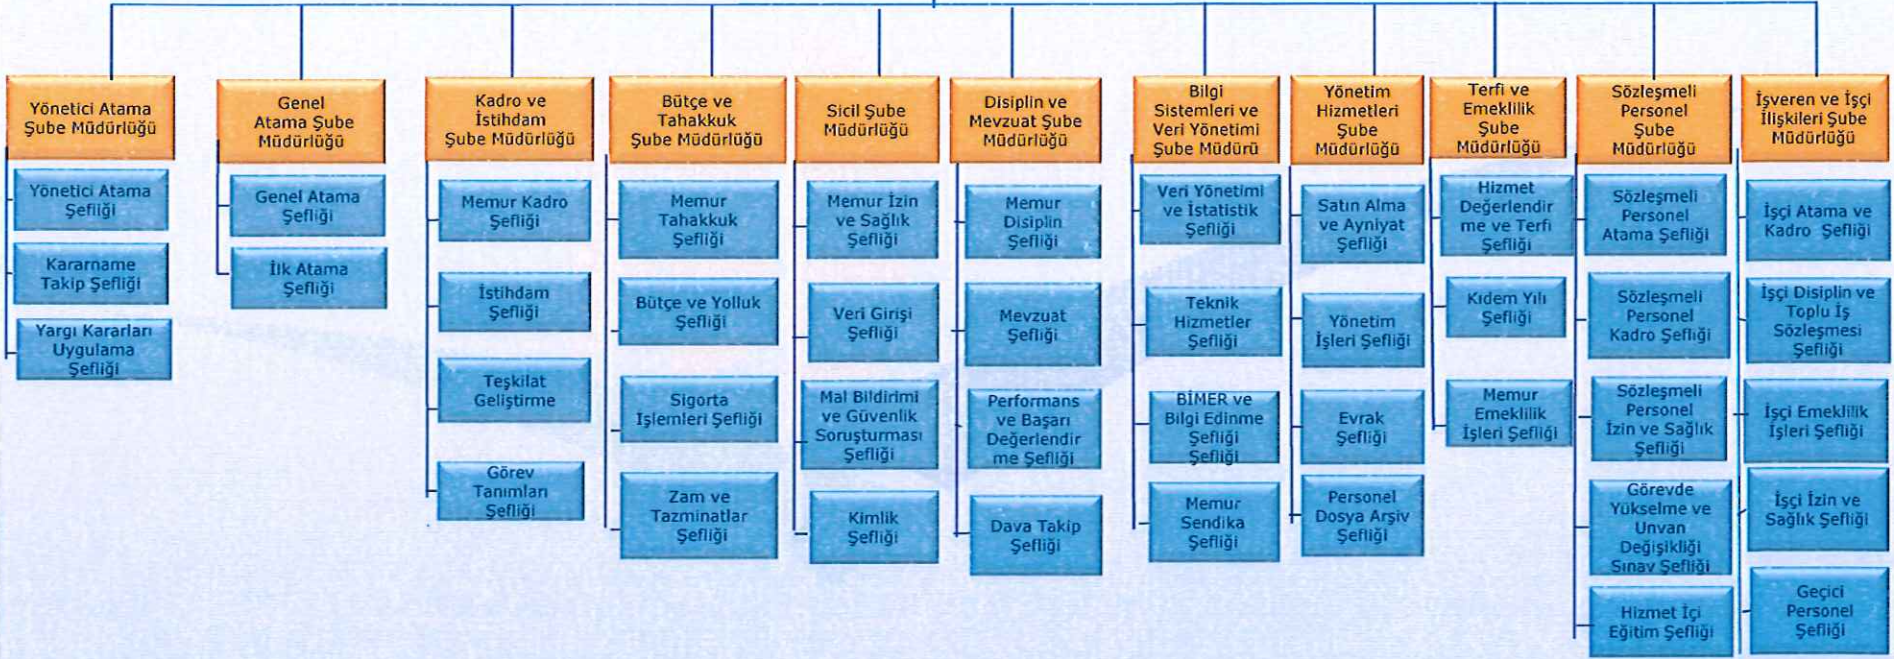 Yönetici Atama
Şube Müdürlüğü
Yönetici Atama
Şefliği
Kararname
Takip Şefliği
Yargı Kararları
Uygulama
Şefliği
Genel
Atama Şube
Müdürlüğü
Genel Atama
Şefliği
İlk Atama
Şefliği
Kadro ve
İstihdam
Şube Müdürlüğü
Memur Kadro
Şefliği
İstihdam
Şefliği
Teşkilat
Geliştirme
Görev
Tanımları
Şefliği
Bütçe ve
Tahakkuk
Şube Müdürlüğü
Memur
Tahakkuk
Şefliği
Bütçe ve Yolluk
Şefliği
Sigorta
İşlemleri Şefliği
Zam ve
Tazminatlar
Şefliği
Sicil Şube
Müdürlüğü
Memur İzin
ve Sağlık
Şefliği
Veri Girişi
Şefliği
Mal Bildirimi
ve Güvenlik
Soruşturması
Şefliği
Kimlik
Şefliği
Disiplin ve
Mevzuat Şube
Müdürlüğü
Memur
Disiplin
Şefliği
Mevzuat
Şefliği
Performans
ve Başarı
Değerlendir
me Şefliği
Dava Takip
Şefliği
Bilgi
Sistemleri ve
Veri Yönetimi
Şube Müdürü
Veri Yönetimi
ve İstatistik
Şefliği
Teknik
Hizmetler
Şefliği
BİMER ve
Bilgi Edinme
Şefliği
Şefliği
Memur
Sendika
Şefliği
Yönetim
Hizmetleri
Şube
Müdürlüğü
Satın Alma
ve Ayniyat
Şefliği
Yönetim
İşleri Şefliği
Evrak
Şefliği
Personel
Dosya Arşiv
Şefliği
Terfi ve
Emeklilik
Şube
Müdürlüğü
Hizmet
Değerlendir
me ve Terfi
Şefliği
Kıdem Yılı
Şefliği
Memur
Emeklilik
İşleri Şefliği
Sözleşmeli
Personel
Şube
Müdürlüğü
Sözleşmeli
Personel
Atama Şefliği
Sözleşmeli
Personel
Kadro Şefliği
Sözleşmeli
Personel
İzin ve Sağlık
Şefliği
Görevde
Yükselme ve
Unvan
Değişikliği
Sınav Şefliği
Hizmet İçi
Eğitim Şefliği
İşveren ve İşçi
İlişkileri Şube
Müdürlüğü
İşçi Atama ve
Kadro Şefliği
İşçi Disiplin ve
Toplu İş
Sözleşmesi
Şefliği
İşçi Emeklilik
İşleri Şefliği
İşçi İzin ve
Sağlık Şefliği
Geçici
Personel
Şefliği